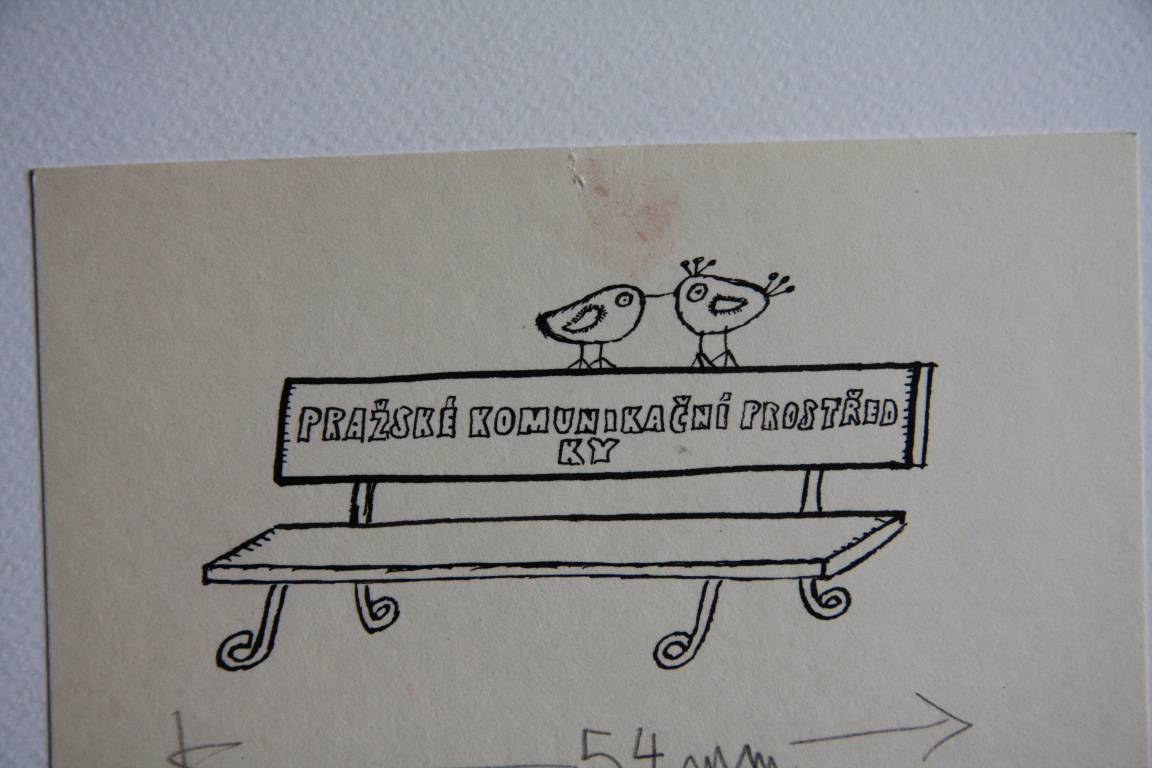 PRAŽSKÉ KOMUNIKAČNÍ PROSTŘED
KY
54 mm